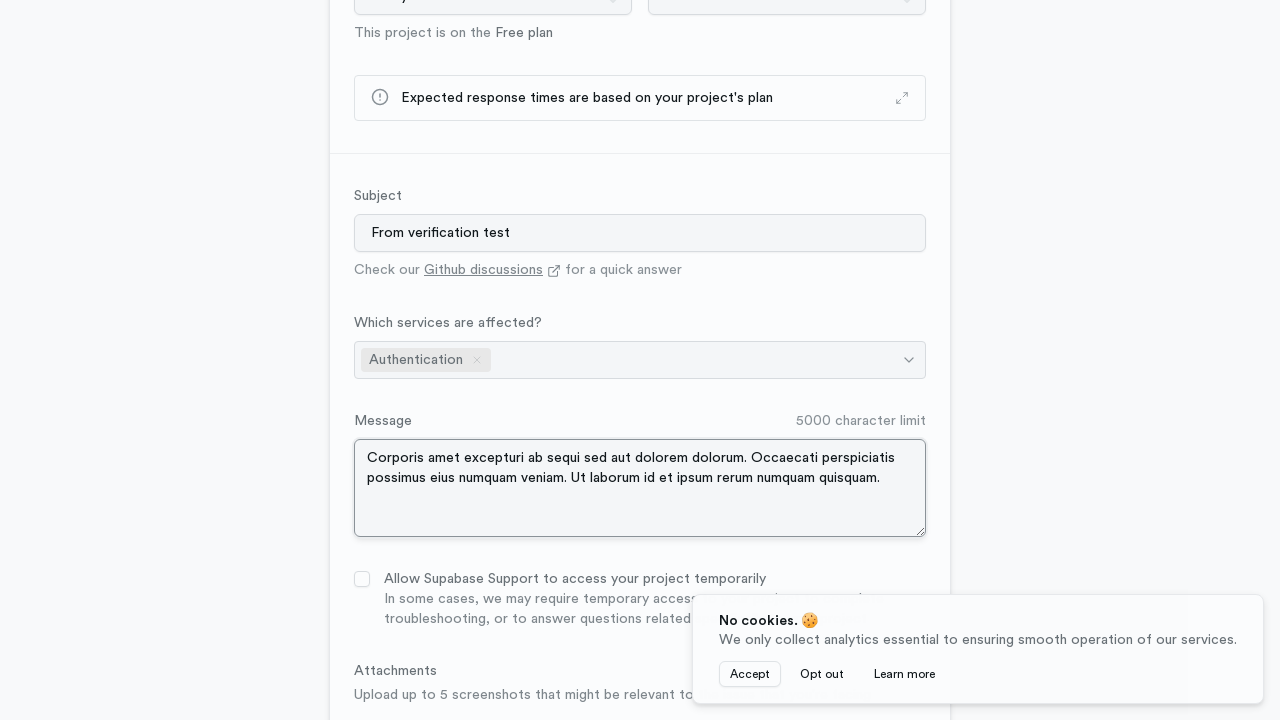 This project is on the Free plan
Expected response times are based on your project's plan
Subject
From verification test
Check our Github discussions for a quick answer
Which services are affected?
Authentication
Message
5000 character limit
Corporis amet excepturi ab sequi sed aut dolorem dolorum. Occaecati perspiciatis
possimus eius numquam veniam. Ut laborum id et ipsum rerum numquam quisquam.
Allow Supabase Support to access your project temporarily
In some cases, we may require temporary access
troubleshooting, or to answer questions related
Attachments
Upload up to 5 screenshots that might be relevant to
No cookies. 🍪
We only collect analytics essential to ensuring smooth operation of our services.
Accept
Opt out
Learn more